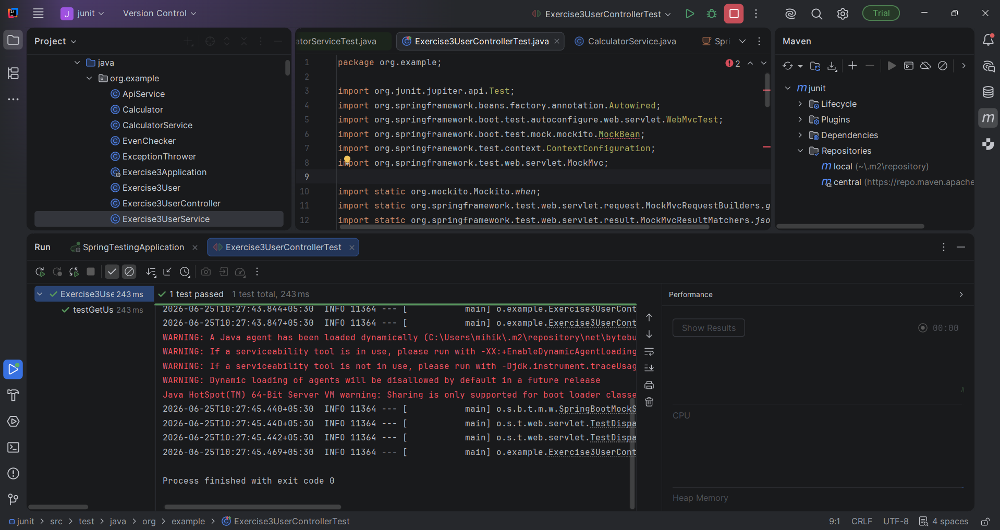 J junit Version Control Exercise3UserControllerTest Trial
Project
java
org.example
ApiService
Calculator
CalculatorService
EvenChecker
ExceptionThrower
Exercise3Application
Exercise3User
Exercise3UserController
Exercise3UserService
atorServiceTest.java Exercise3UserControllerTest.java CalculatorService.java Spri
2
1 package org.example;
2
3 import org.junit.jupiter.api.Test;
4 import org.springframework.beans.factory.annotation.Autowired;
5 import org.springframework.boot.test.autoconfigure.web.servlet.WebMvcTest;
6 import org.springframework.boot.test.mock.mockito.MockBean;
7 import org.springframework.test.context.ContextConfiguration;
8 import org.springframework.test.web.servlet.MockMvc;
9
10 import static org.mockito.Mockito.when;
11 import static org.springframework.test.web.servlet.request.MockMvcRequestBuilders.g
12 import static org.springframework.test.web.servlet.result.MockMvcResultMatchers.jso
Maven
m junit
Lifecycle
Plugins
Dependencies
Repositories
m local (~\.m2\repository)
m central (https://repo.maven.apache
m
Run SpringTestingApplication Exercise3UserControllerTest
Exercise3Use 243 ms
testGetUs 243 ms
1 test passed 1 test total, 243 ms
2026-06-25T10:27:43.844+05:30 INFO 11364 --- [ main] o.example.Exercise3UserCont
2026-06-25T10:27:43.847+05:30 INFO 11364 --- [ main] o.example.Exercise3UserCont
WARNING: A Java agent has been loaded dynamically (C:\Users\mihik\.m2\repository\net\bytebu
WARNING: If a serviceability tool is in use, please run with -XX:+EnableDynamicAgentLoading
WARNING: If a serviceability tool is not in use, please run with -Djdk.instrument.traceUsag
WARNING: Dynamic loading of agents will be disallowed by default in a future release
Java HotSpot(TM) 64-Bit Server VM warning: Sharing is only supported for boot loader classe
2026-06-25T10:27:45.440+05:30 INFO 11364 --- [ main] o.s.b.t.m.w.SpringBootMockS
2026-06-25T10:27:45.440+05:30 INFO 11364 --- [ main] o.s.t.web.servlet.TestDispa
2026-06-25T10:27:45.442+05:30 INFO 11364 --- [ main] o.s.t.web.servlet.TestDispa
2026-06-25T10:27:45.469+05:30 INFO 11364 --- [ main] o.example.Exercise3UserCont
Process finished with exit code 0
Performance
Show Results 00:00
CPU
Heap Memory
junit > src > test > java > org > example > Exercise3UserControllerTest 9:1 CRLF UTF-8 4 spaces